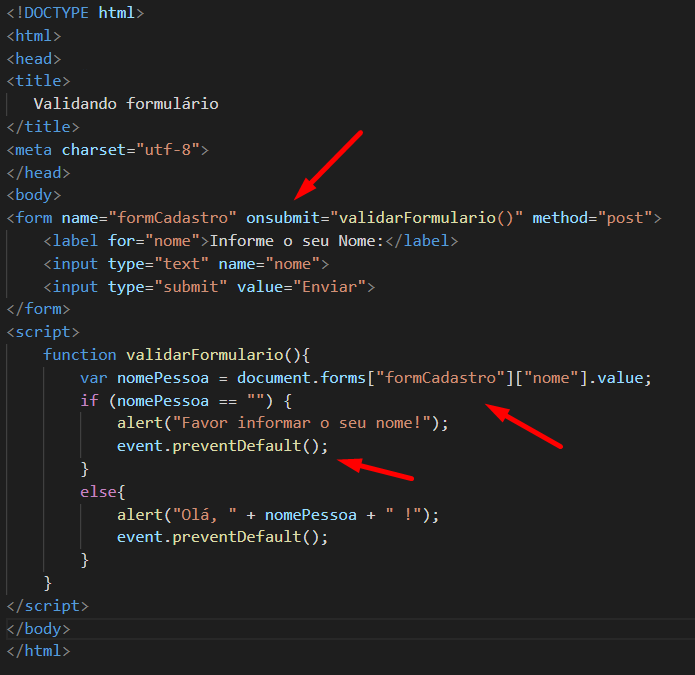 <!DOCTYPE html>
<html>
<head>
<title>
Validando formulário
</title>
<meta charset="utf-8">
</head>
<body>
<form name="formCadastro" onsubmit="validarFormulario()" method="post">
<label for="nome">Informe o seu Nome:</label>
<input type="text" name="nome">
<input type="submit" value="Enviar">
</form>
<script>
function validarFormulario(){
var nomePessoa = document.forms["formCadastro"]["nome"].value;
if (nomePessoa == "") {
alert("Favor informar o seu nome!");
event.preventDefault();
}
else{
alert("Olá, " + nomePessoa + " !");
event.preventDefault();
}
}
</script>
</body>
</html>